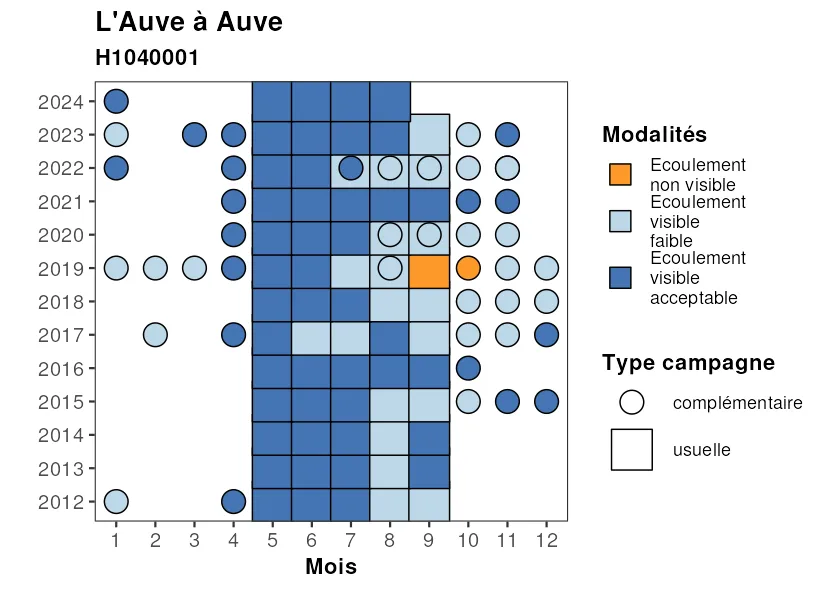 L'Auve à Auve
H1040001
2024
2023
2022
2021
2020
2019
2018
2017
2016
2015
2014
2013
2012
1 2 3 4 5 6 7 8 9 10 11 12
Mois
Modalités
Ecoulement
non visible
Ecoulement
visible
faible
Ecoulement
visible
acceptable
Type campagne
complémentaire
usuelle